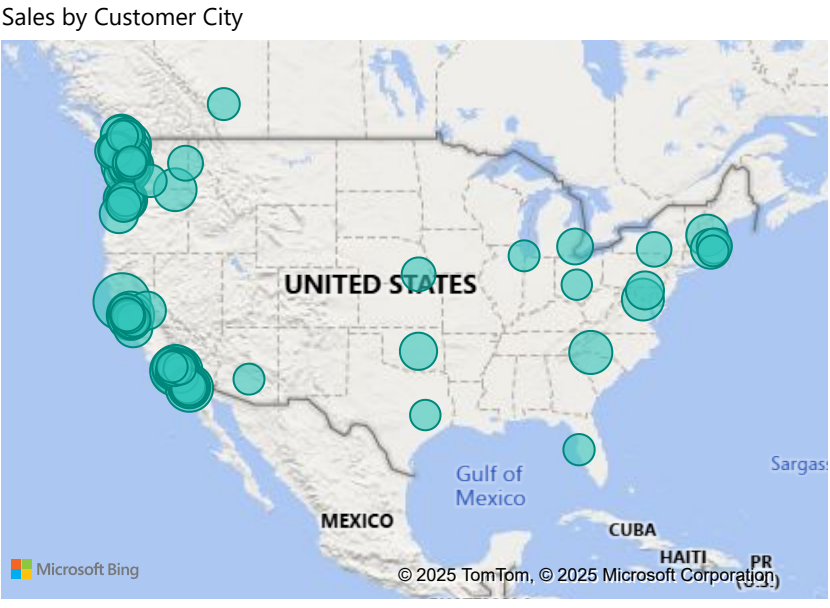 Sales by Customer City
UNITED STATES
Gulf of
Mexico
Sargass
MEXICO
CUBA
HAITI
PR
(U.S.)
Microsoft Bing
© 2025 TomTom, © 2025 Microsoft Corporation